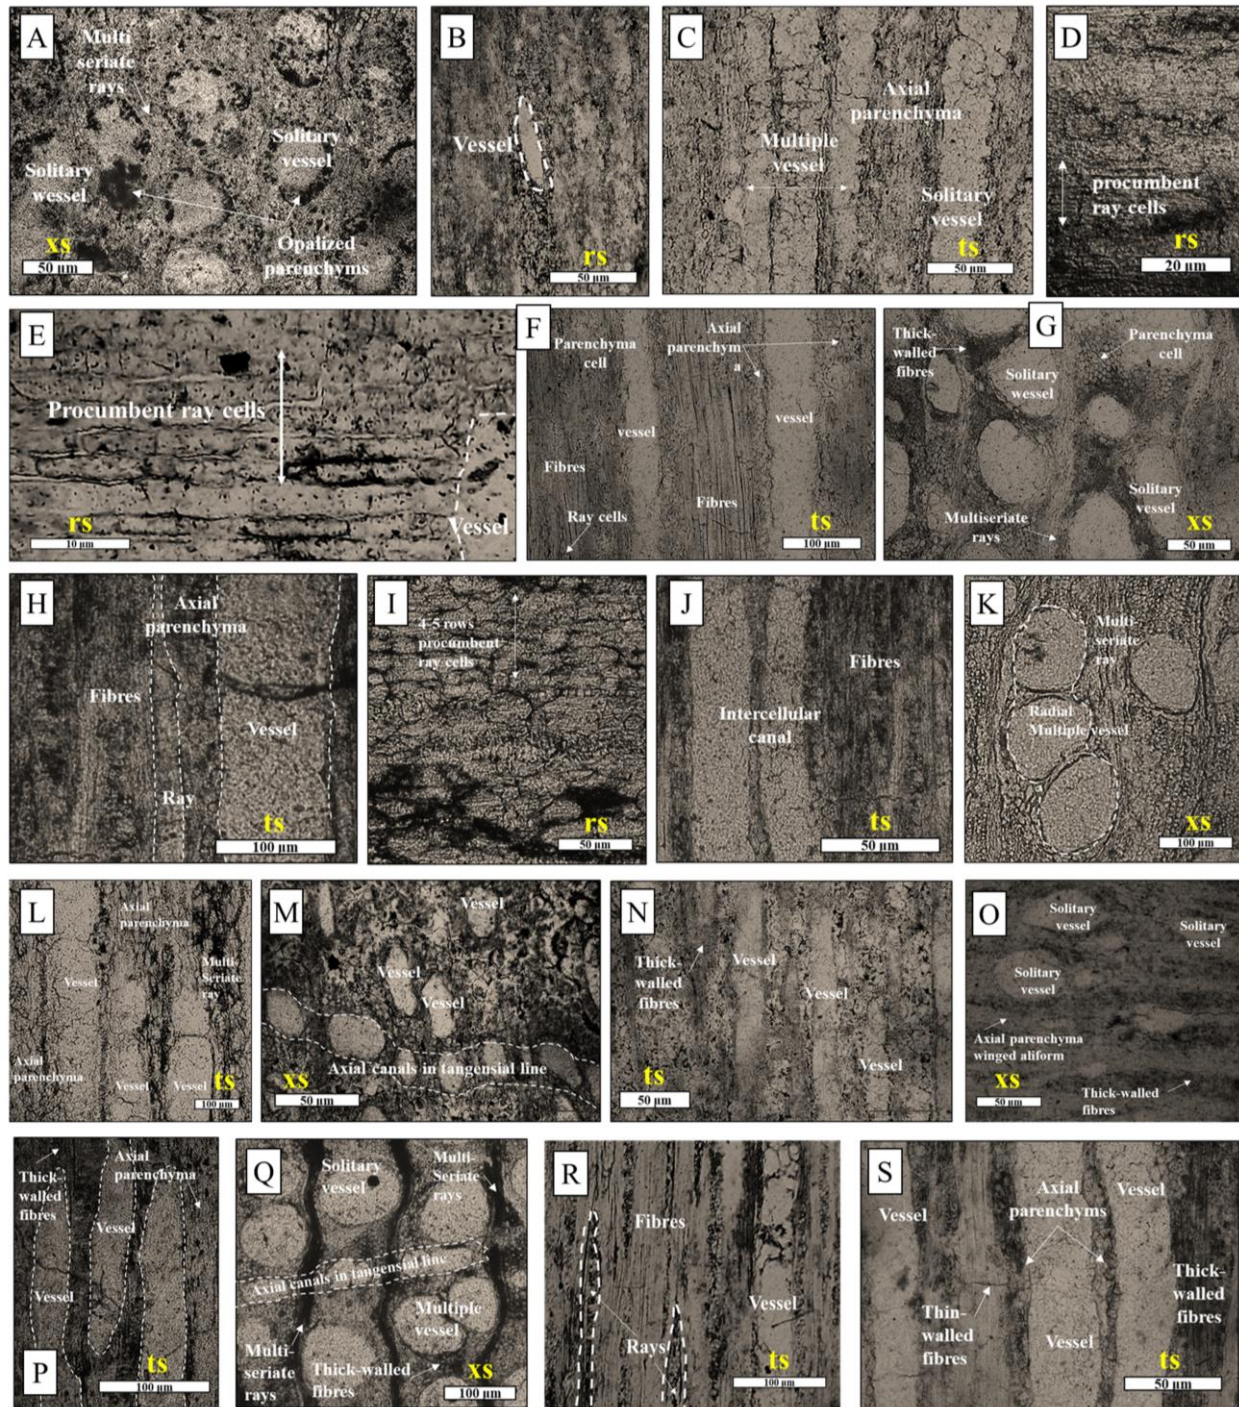 A
Multi
seriate
rays
Solitary
vessel
Solitary
wessel
Opalized
parenchyms
xs
50 µm
B
Vessel
rs
50 µm
C
Axial
parenchyma
Multiple
vessel
Solitary
vessel
ts
50 µm
D
procumbent
ray cells
rs
20 µm
E
Procumbent ray cells
Vessel
rs
10 µm
F
Parenchyma
cell
Axial
parenchym
a
vessel
vessel
Fibres
Fibres
Ray cells
ts
100 µm
G
Thick-
walled
fibres
Parenchyma
cell
Solitary
wessel
Solitary
vessel
Multiseriate
rays
xs
50 µm
H
Axial
parenchyma
Fibres
Vessel
Ray
ts
100 µm
I
4-5 rows
procumbent
ray cells
rs
50 µm
J
Fibres
Intercellular
canal
ts
50 µm
K
Multi-
seriate
ray
Radial
Multiple vessel
xs
100 µm
L
Axial
parenchyma
Multi-
Seriate
ray
Vessel
Axial
parenchyma
Vessel
Vessel
ts
100 µm
M
Vessel
Vessel
Vessel
Axial canals in tangensial line
xs
50 µm
N
Thick-
walled
fibres
Vessel
Vessel
Vessel
ts
50 µm
O
Solitary
vessel
Solitary
vessel
Solitary
vessel
Axial parenchyma
winged aliform
Thick-walled
fibres
xs
50 µm
P
Thick-
walled
fibres
Axial
parenchyma
Vessel
Vessel
ts
100 µm
Q
Solitary
vessel
Multi-
Seriate
rays
Axial canals in tangensial line
Multiple
vessel
Multi-
seriate
rays
Thick-walled
fibres
xs
100 µm
R
Fibres
Vessel
Rays
ts
100 µm
S
Vessel
Axial
parenchyms
Vessel
Thin-
walled
fibres
Vessel
Thick-
walled
fibres
ts
50 µm